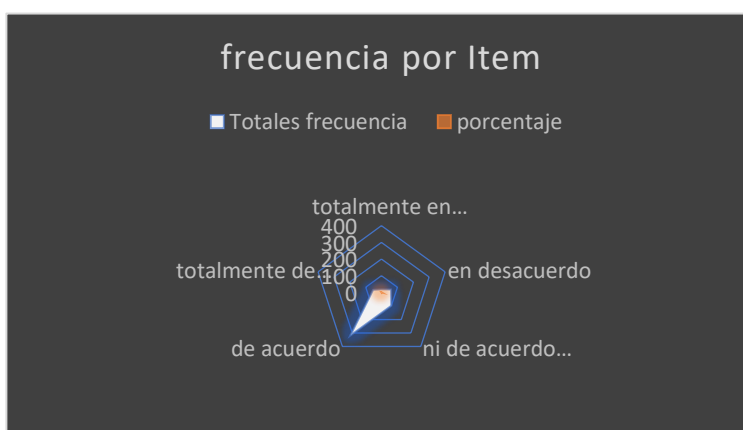 frecuencia por Item
Totales frecuencia porcentaje
totalmente en...
400
300
200
totalmente de... 100 en desacuerdo
0
de acuerdo ni de acuerdo...